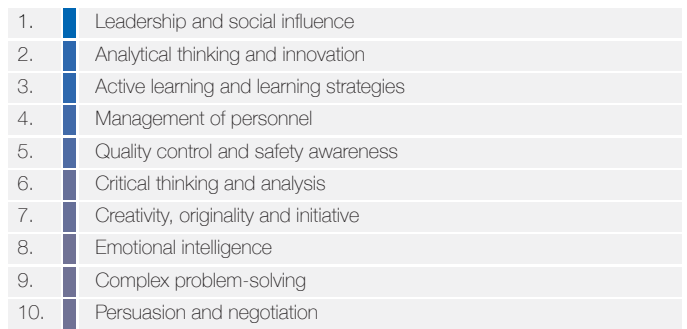 1. Leadership and social influence
2. Analytical thinking and innovation
3. Active learning and learning strategies
4. Management of personnel
5. Quality control and safety awareness
6. Critical thinking and analysis
7. Creativity, originality and initiative
8. Emotional intelligence
9. Complex problem-solving
10. Persuasion and negotiation